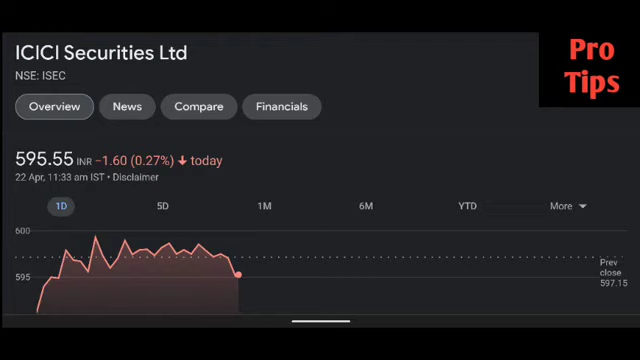 ICICI Securities Ltd
NSE: ISEC
Pro
Tips
Overview News Compare Financials
595.55 INR −1.60 (0.27%) ↓ today
22 Apr, 11:33 am IST • Disclaimer
1D 5D 1M 6M YTD More
600
595
Prev
close
597.15